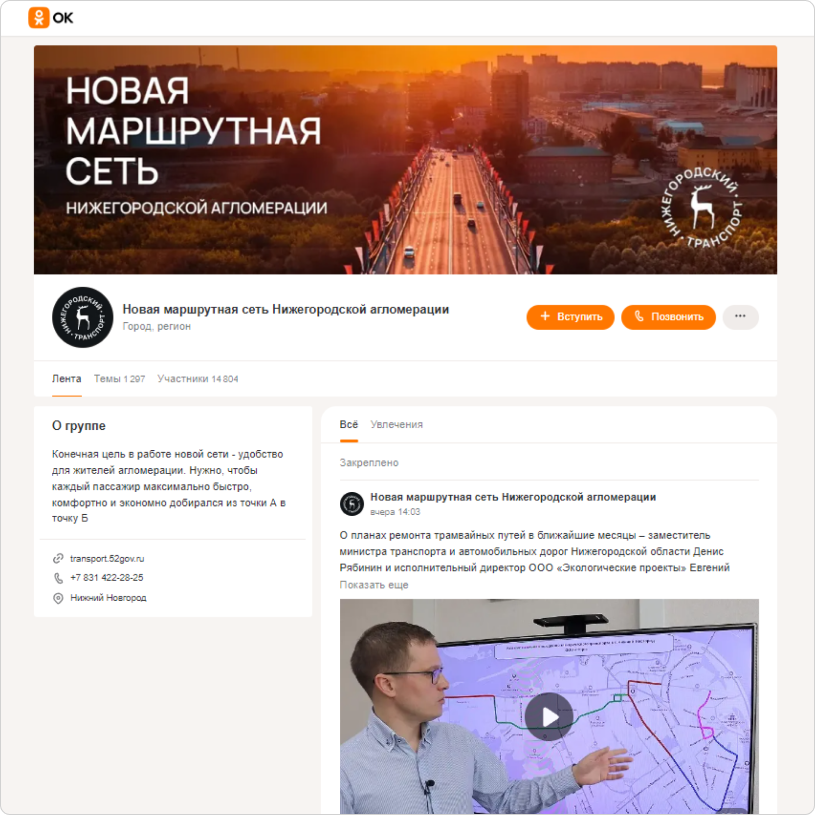 ОК
НОВАЯ
МАРШРУТНАЯ
СЕТЬ
НИЖЕГОРОДСКОЙ АГЛОМЕРАЦИИ
НИЖЕГОРОДСКИЙ • ТРАНСПОРТ •
НИЖЕГОРОДСКИЙ • ТРАНСПОРТ •
Новая маршрутная сеть Нижегородской агломерации
Город, регион
Вступить
Позвонить
Лента Темы 1 297 Участники 14 804
О группе
Конечная цель в работе новой сети - удобство
для жителей агломерации. Нужно, чтобы
каждый пассажир максимально быстро,
комфортно и экономно добирался из точки А в
точку Б
transport.52gov.ru
+7 831 422-28-25
Нижний Новгород
Всё Увлечения
Закреплено
Новая маршрутная сеть Нижегородской агломерации
вчера 14:03
О планах ремонта трамвайных путей в ближайшие месяцы – заместитель
министра транспорта и автомобильных дорог Нижегородской области Денис
Рябинин и исполнительный директор ООО «Экологические проекты» Евгений
Показать еще